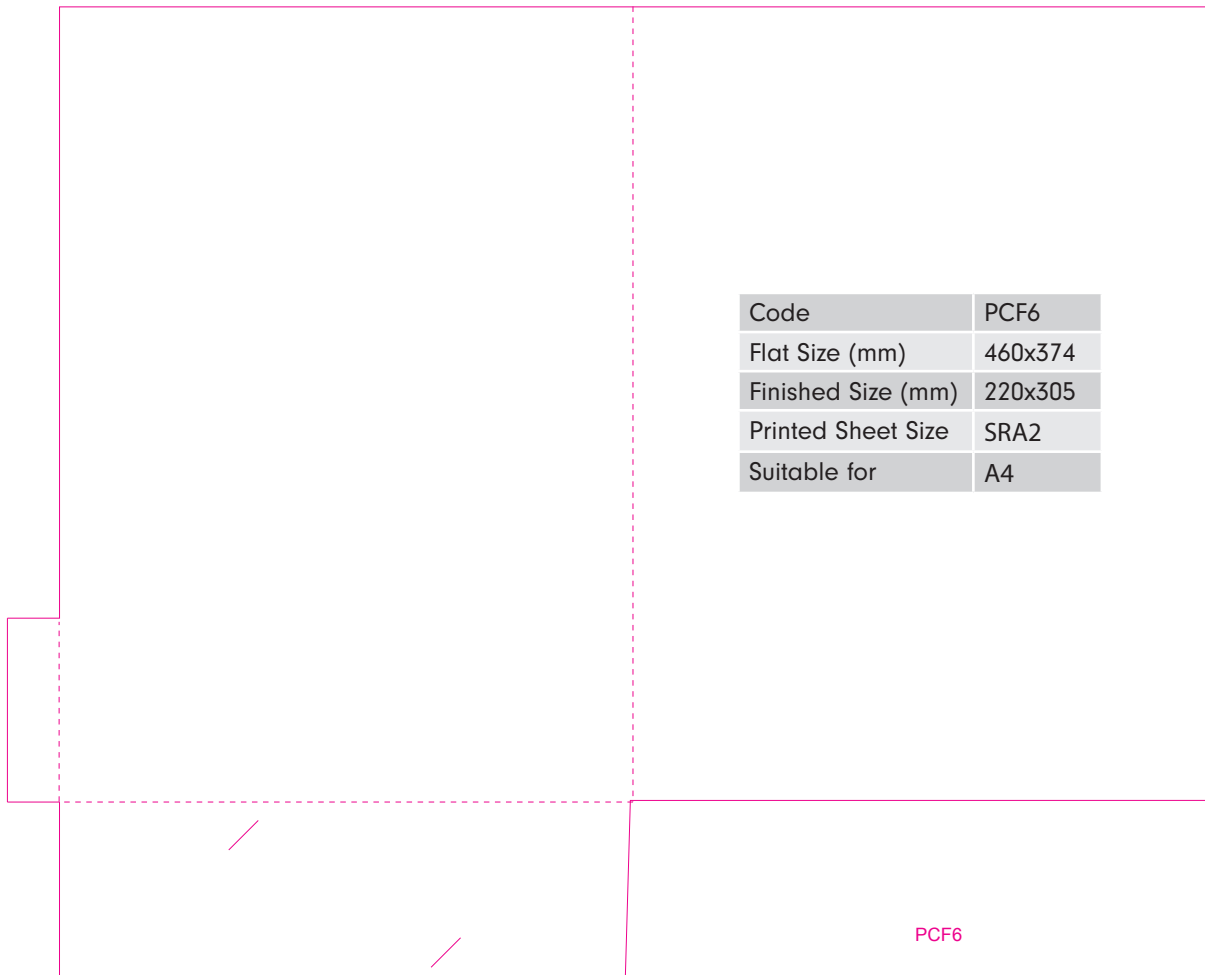 Code PCF6
Flat Size (mm) 460x374
Finished Size (mm) 220x305
Printed Sheet Size SRA2
Suitable for A4
PCF6